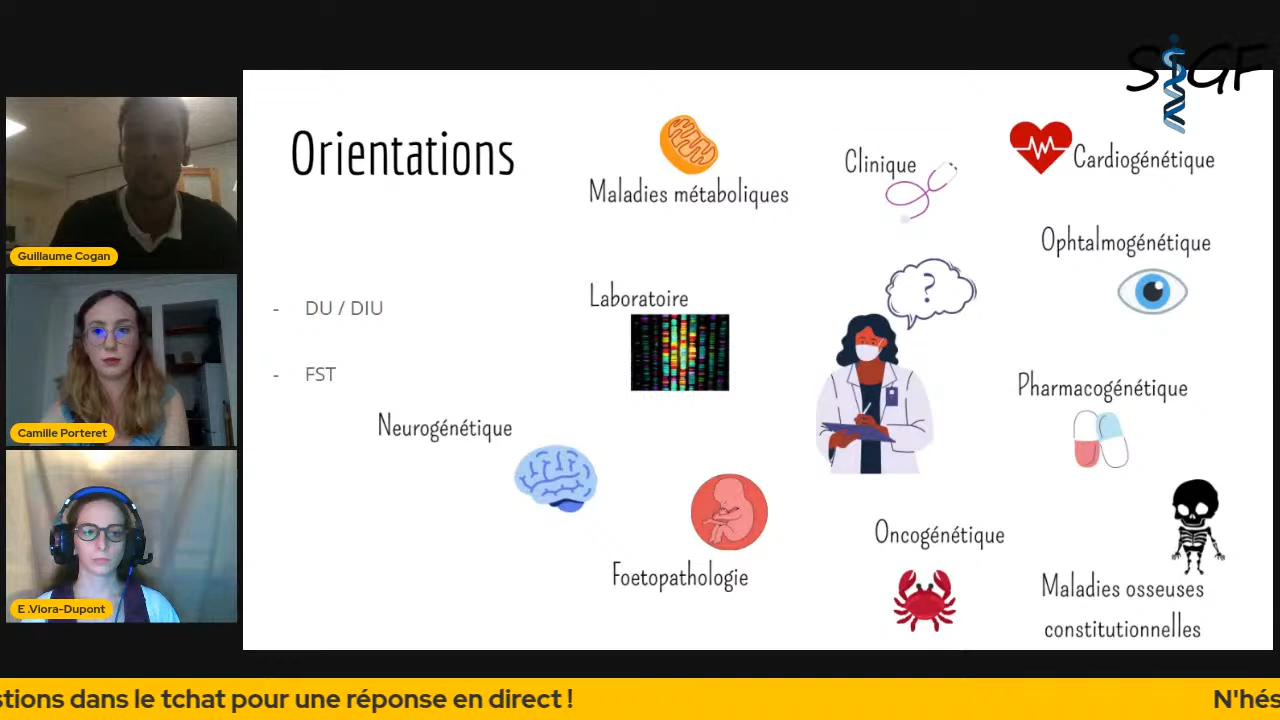 SIGF
Orientations
Maladies métaboliques
Clinique
Cardiogénétique
Ophtalmogénétique
Laboratoire
?
- DU / DIU
- FST
Pharmacogénétique
Neurogénétique
Oncogénétique
Foetopathologie
Maladies osseuses
constitutionnelles
Guillaume Cogan
Camille Porteret
E .Viora-Dupont
stions dans le tchat pour une réponse en direct !
N'hés